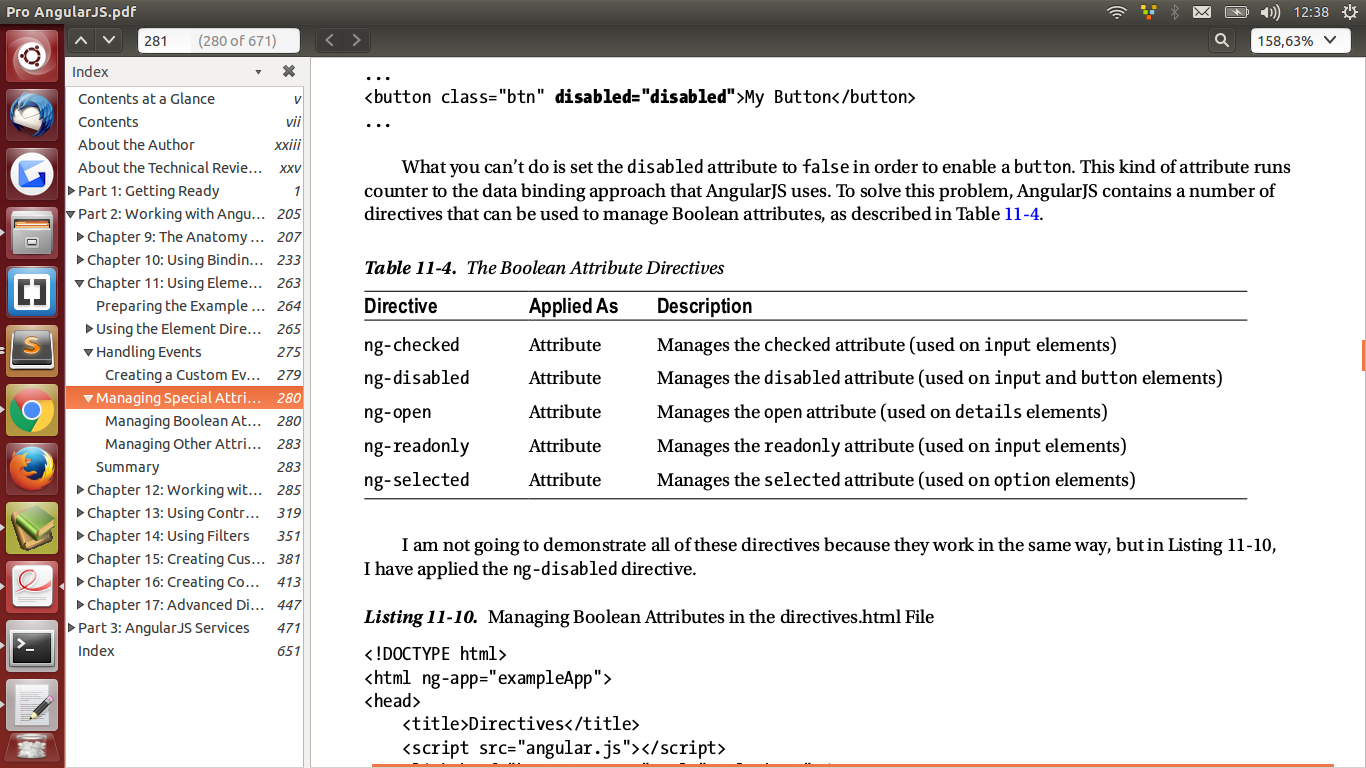 Pro AngularJS.pdf
12:38
281 (280 of 671)
158,63%
Index
Contents at a Glance v
Contents vii
About the Author xxiii
About the Technical Revie... xxv
Part 1: Getting Ready 1
Part 2: Working with Angu... 205
Chapter 9: The Anatomy ... 207
Chapter 10: Using Bindin... 233
Chapter 11: Using Eleme... 263
Preparing the Example ... 264
Using the Element Dire... 265
Handling Events 275
Creating a Custom Ev... 279
Managing Special Attri... 280
Managing Boolean At... 280
Managing Other Attri... 283
Summary 283
Chapter 12: Working wit... 285
Chapter 13: Using Contr... 319
Chapter 14: Using Filters 351
Chapter 15: Creating Cus... 381
Chapter 16: Creating Co... 413
Chapter 17: Advanced Di... 447
Part 3: AngularJS Services 471
Index 651
...
<button class="btn" disabled="disabled">My Button</button>
...
What you can’t do is set the disabled attribute to false in order to enable a button. This kind of attribute runs
counter to the data binding approach that AngularJS uses. To solve this problem, AngularJS contains a number of
directives that can be used to manage Boolean attributes, as described in Table 11-4.
Table 11-4. The Boolean Attribute Directives
Directive Applied As Description
ng-checked Attribute Manages the checked attribute (used on input elements)
ng-disabled Attribute Manages the disabled attribute (used on input and button elements)
ng-open Attribute Manages the open attribute (used on details elements)
ng-readonly Attribute Manages the readonly attribute (used on input elements)
ng-selected Attribute Manages the selected attribute (used on option elements)
I am not going to demonstrate all of these directives because they work in the same way, but in Listing 11-10,
I have applied the ng-disabled directive.
Listing 11-10. Managing Boolean Attributes in the directives.html File
<!DOCTYPE html>
<html ng-app="exampleApp">
<head>
<title>Directives</title>
<script src="angular.js"></script>